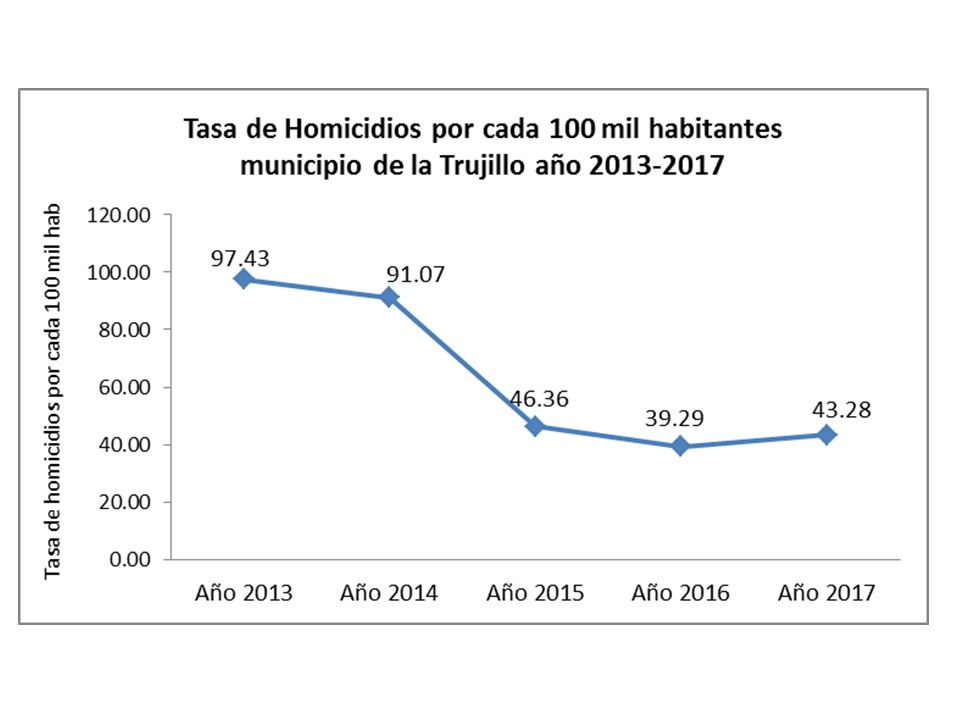 Tasa de Homicidios por cada 100 mil habitantes
municipio de la Trujillo año 2013-2017
Tasa de homicidios por cada 100 mil hab
120.00
100.00
80.00
60.00
40.00
20.00
0.00
97.43
91.07
46.36
39.29
43.28
Año 2013
Año 2014
Año 2015
Año 2016
Año 2017